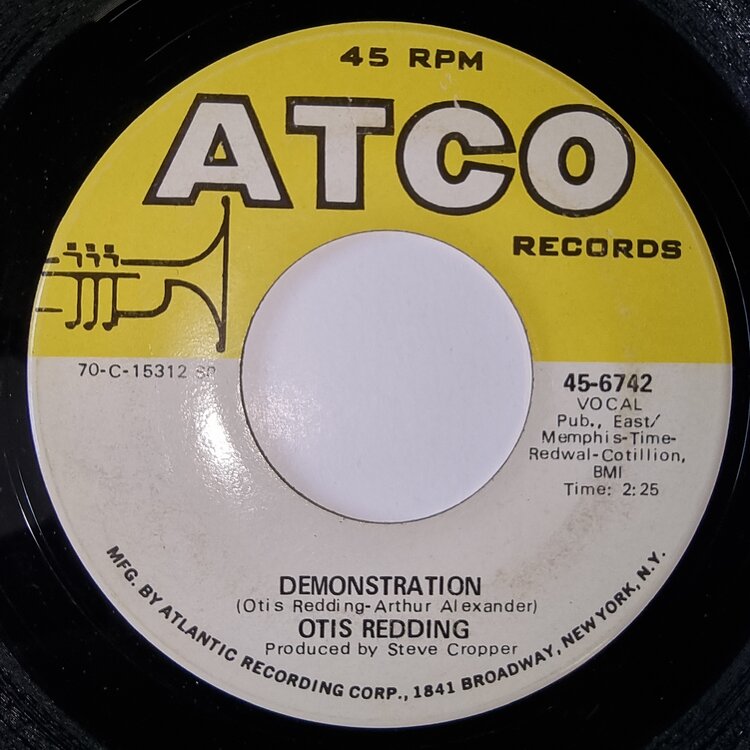 45 RPM
ATCO
RECORDS
70-C-15312
45-6742
VOCAL
Pub., East/
Memphis-Time-
Redwal-Cotillion,
BMI
Time: 2:25
DEMONSTRATION
(Otis Redding-Arthur Alexander)
OTIS REDDING
Produced by Steve Cropper
MFG. BY ATLANTIC RECORDING CORP., 1841 BROADWAY, NEW YORK, N.Y.